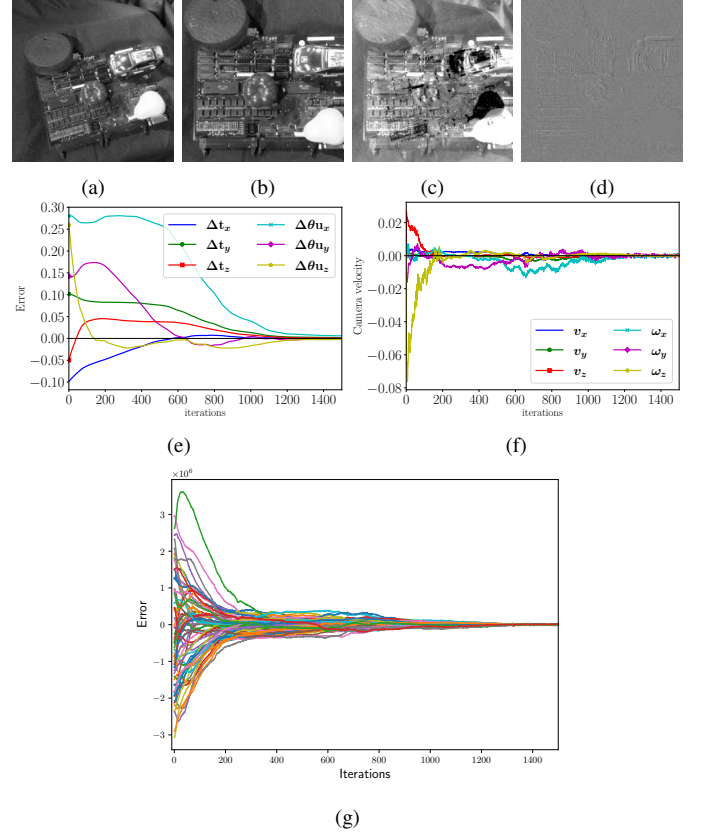 (a) (b) (c) (d)
0.30
0.25
0.20
0.15
0.10
0.05
0.00
−0.05
−0.10
Error
0 200 400 600 800 1000 1200 1400
iterations
Δt_x Δθu_x
Δt_y Δθu_y
Δt_z Δθu_z
(e)
0.02
0.00
−0.02
−0.04
−0.06
−0.08
Camera velocity
0 200 400 600 800 1000 1200 1400
iterations
v_x ω_x
v_y ω_y
v_z ω_z
(f)
×10^6
3
2
1
0
−1
−2
−3
Error
0 200 400 600 800 1000 1200 1400
Iterations
(g)